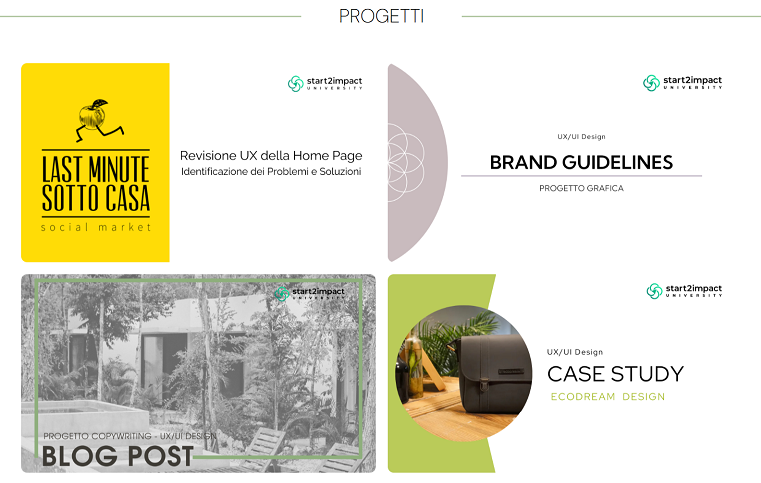 PROGETTI
start2impact
UNIVERSITY
LAST MINUTE
SOTTO CASA
social market
Revisione UX della Home Page
Identificazione dei Problemi e Soluzioni
start2impact
UNIVERSITY
UX/UI Design
BRAND GUIDELINES
PROGETTO GRAFICA
start2impact
UNIVERSITY
PROGETTO COPYWRITING - UX/UI DESIGN
BLOG POST
start2impact
UNIVERSITY
UX/UI Design
CASE STUDY
ECODREAM DESIGN